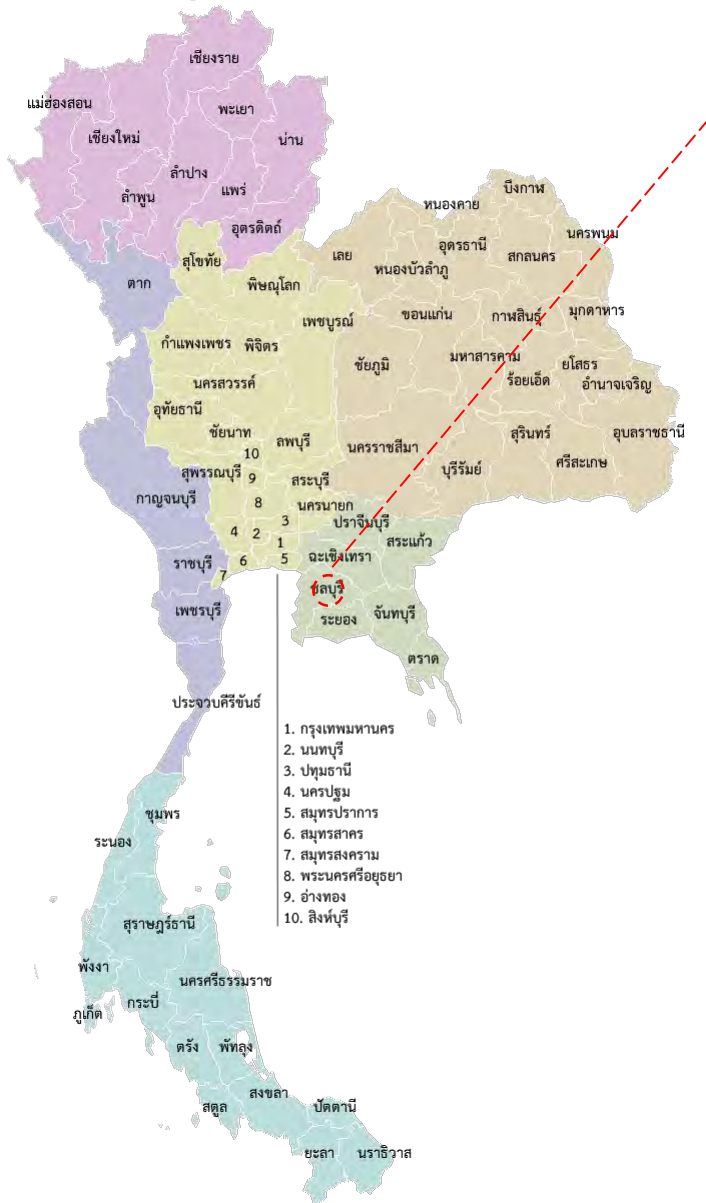 เชียงราย
แม่ฮ่องสอน
พะเยา
เชียงใหม่
น่าน
ลำปาง
แพร่
ลำพูน
อุตรดิตถ์
บึงกาฬ
หนองคาย
นครพนม
อุดรธานี
สกลนคร
เลย
หนองบัวลำภู
สุโขทัย
ตาก
พิษณุโลก
เพชบูรณ์
ขอนแก่น
กาฬสินธุ์
มุกดาหาร
กำแพงเพชร
พิจิตร
ชัยภูมิ
มหาสารคาม
ยโสธร
ร้อยเอ็ด
อำนาจเจริญ
นครสวรรค์
อุทัยธานี
ชัยนาท
ลพบุรี
นครราชสีมา
สุรินทร์
อุบลราชธานี
บุรีรัมย์
ศรีสะเกษ
10
สุพรรณบุรี
9
สระบุรี
กาญจนบุรี
8
นครนายก
3
ปราจีนบุรี
4
2
1
สระแก้ว
5
ฉะเชิงเทรา
ราชบุรี
6
7
ชลบุรี
เพชรบุรี
ระยอง
จันทบุรี
ตราด
ประจวบคีรีขันธ์
1. กรุงเทพมหานคร
2. นนทบุรี
3. ปทุมธานี
4. นครปฐม
5. สมุทรปราการ
6. สมุทรสาคร
7. สมุทรสงคราม
8. พระนครศรีอยุธยา
9. อ่างทอง
10. สิงห์บุรี
ชุมพร
ระนอง
สุราษฎร์ธานี
พังงา
นครศรีธรรมราช
กระบี่
ภูเก็ต
ตรัง
พัทลุง
สงขลา
สตูล
ปัตตานี
ยะลา
นราธิวาส